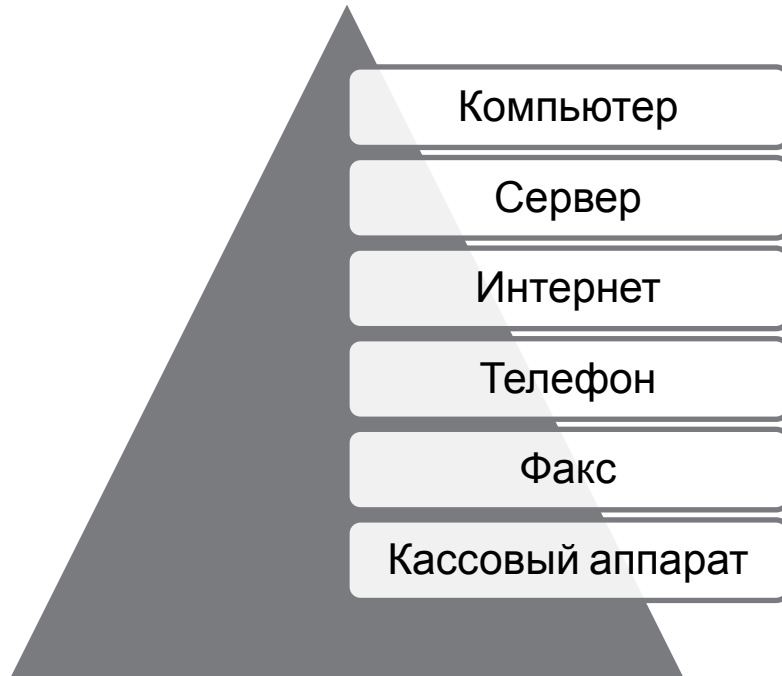 Компьютер
Сервер
Интернет
Телефон
Факс
Кассовый аппарат